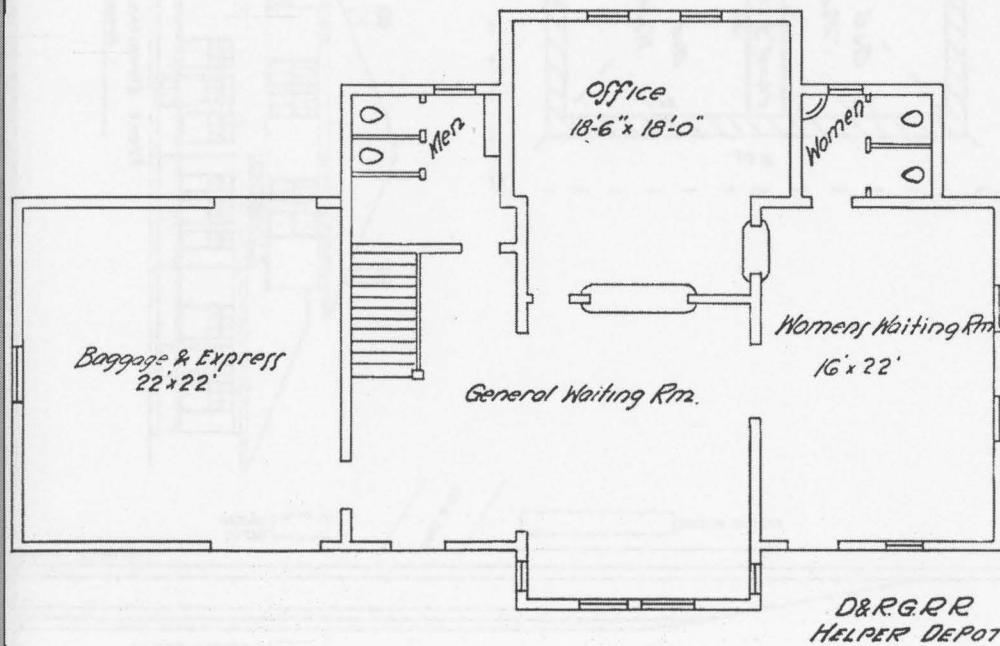 Office
18'-6" x 18'-0"
Men
Women
Baggage & Express
22' x 22'
General Waiting Rm.
Womens Waiting Rm.
16' x 22'
D&R.G.R R
HELPER DEPOT